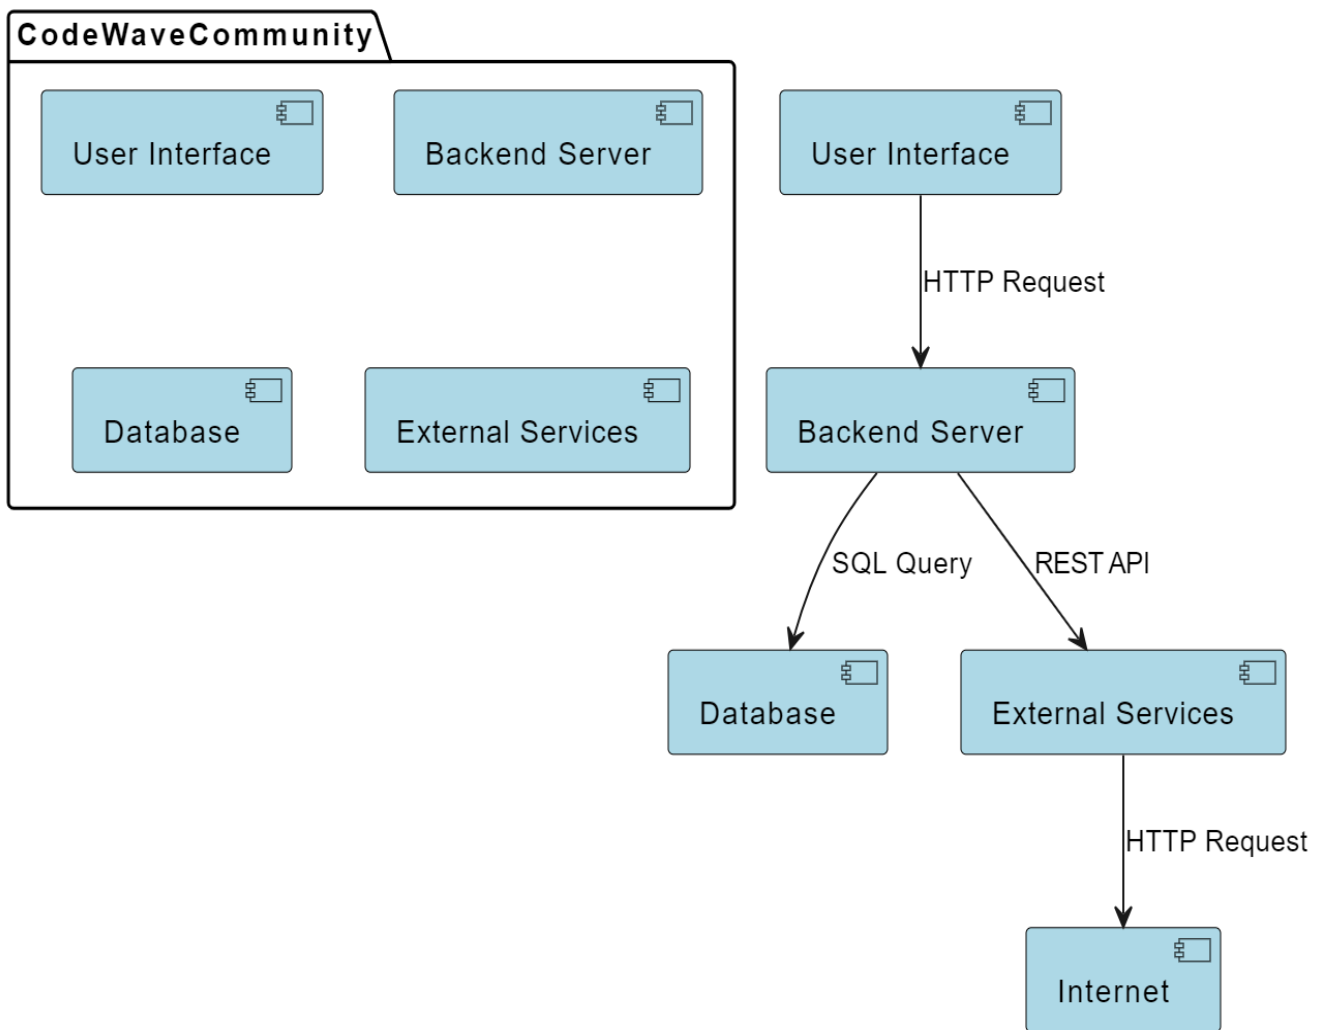 CodeWaveCommunity
User Interface
Backend Server
User Interface
HTTP Request
Database
External Services
Backend Server
SQL Query
REST API
Database
External Services
HTTP Request
Internet